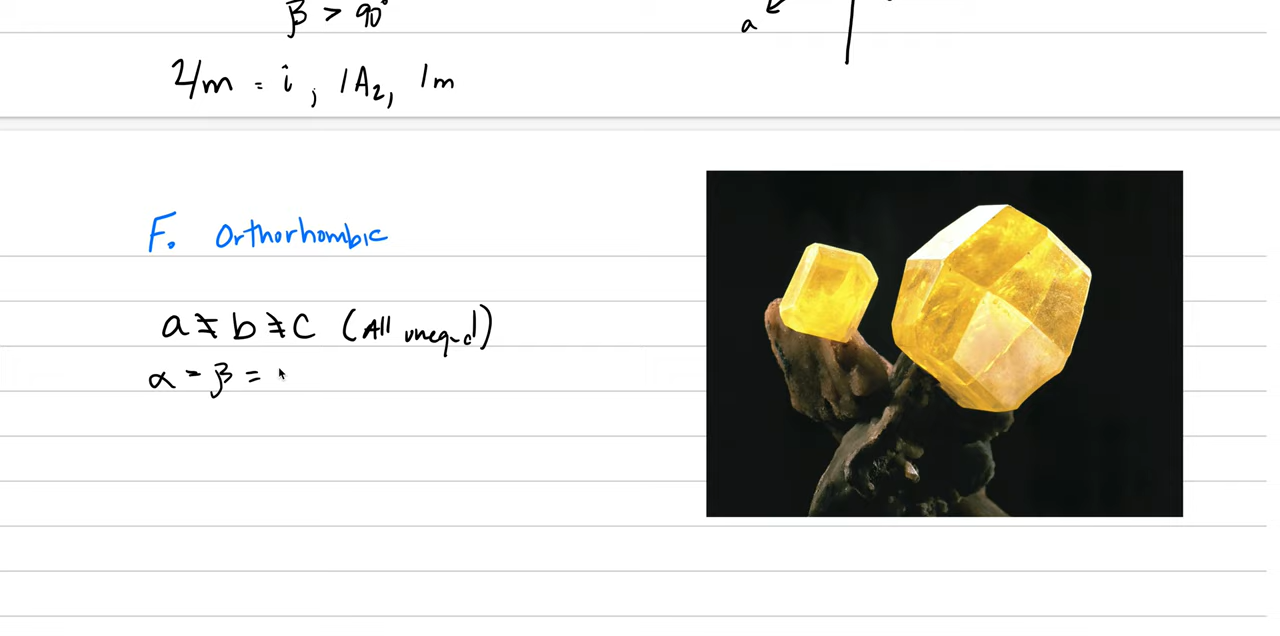 β > 90°
a
2/m = i, 1A₂, 1m
F. Orthorhombic
a ≠ b ≠ c (All unequal)
α = β =